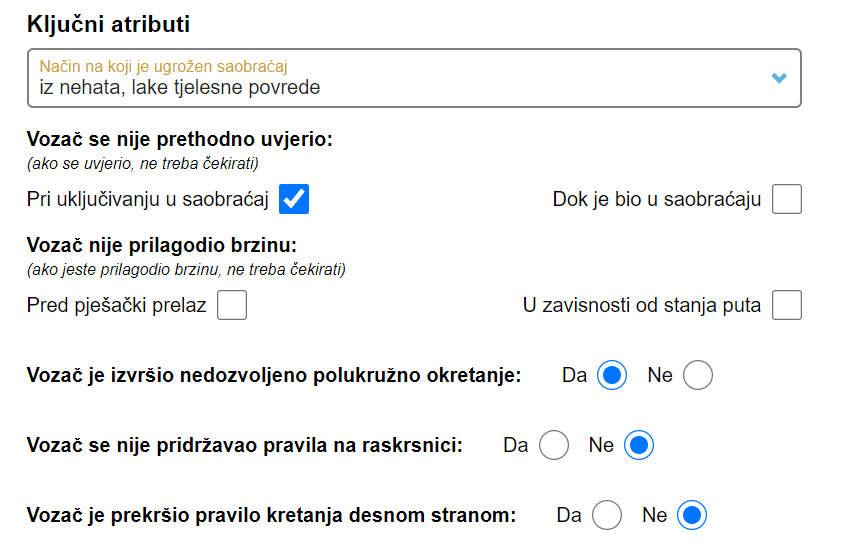 Ključni atributi
Način na koji je ugrožen saobraćaj
iz nehata, lake tjelesne povrede
Vozač se nije prethodno uvjerio:
(ako se uvjerio, ne treba čekirati)
Pri uključivanju u saobraćaj Dok je bio u saobraćaju
Vozač nije prilagodio brzinu:
(ako jeste prilagodio brzinu, ne treba čekirati)
Pred pješački prelaz U zavisnosti od stanja puta
Vozač je izvršio nedozvoljeno polukružno okretanje: Da Ne
Vozač se nije pridržavao pravila na raskrsnici: Da Ne
Vozač je prekršio pravilo kretanja desnom stranom: Da Ne